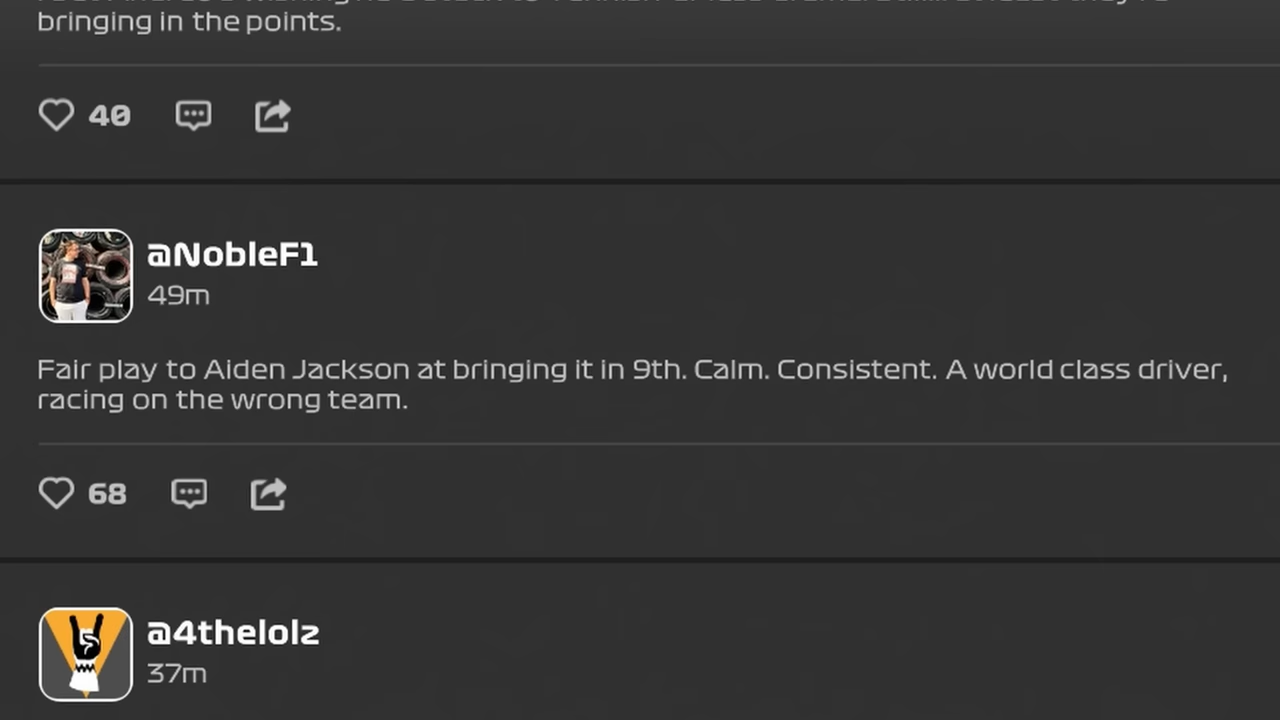 bringing in the points.
40
@NobleF1
49m
Fair play to Aiden Jackson at bringing it in 9th. Calm. Consistent. A world class driver,
racing on the wrong team.
68
@4thelolz
37m